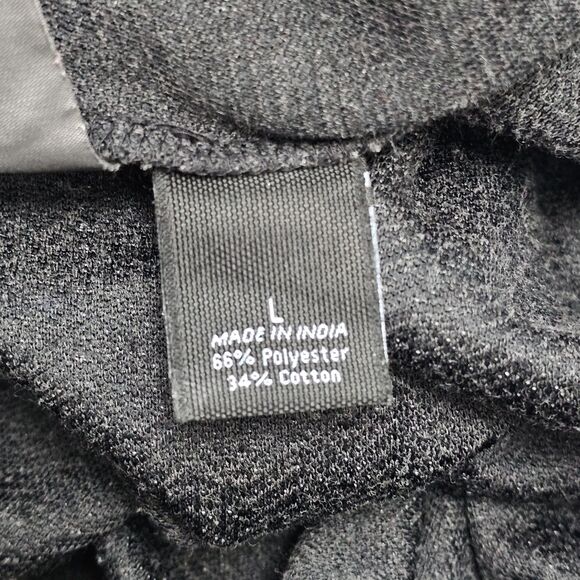 L
MADE IN INDIA
66% Polyester
34% Cotton